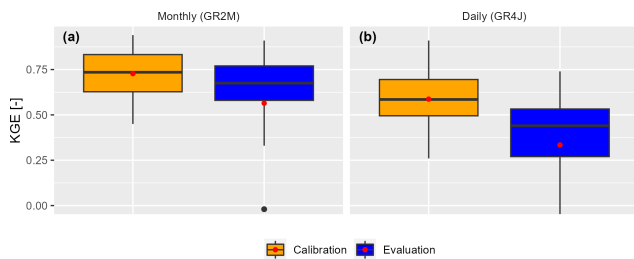 Monthly (GR2M) Daily (GR4J)
(a) (b)
KGE [-]
0.75
0.50
0.25
0.00
Calibration Evaluation